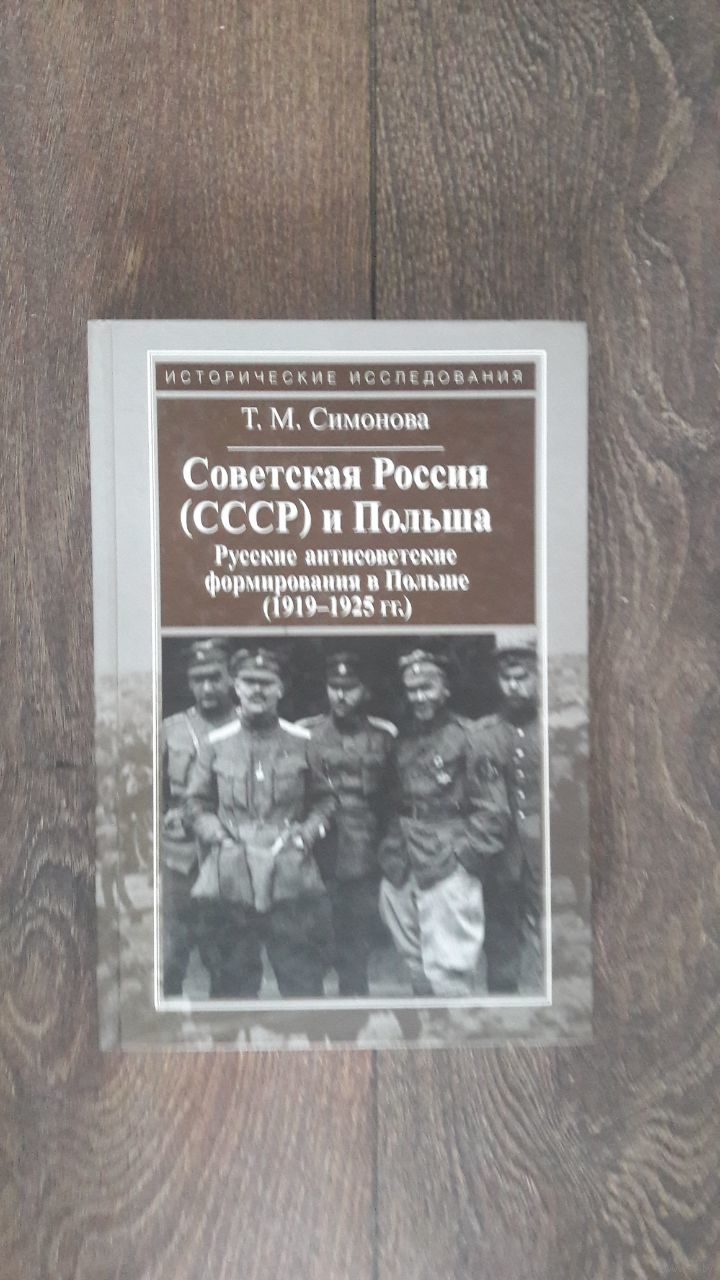 ИСТОРИЧЕСКИЕ ИССЛЕДОВАНИЯ
Т. М. Симонова
Советская Россия
(СССР) и Польша
Русские антисоветские
формирования в Польше
(1919–1925 гг.)